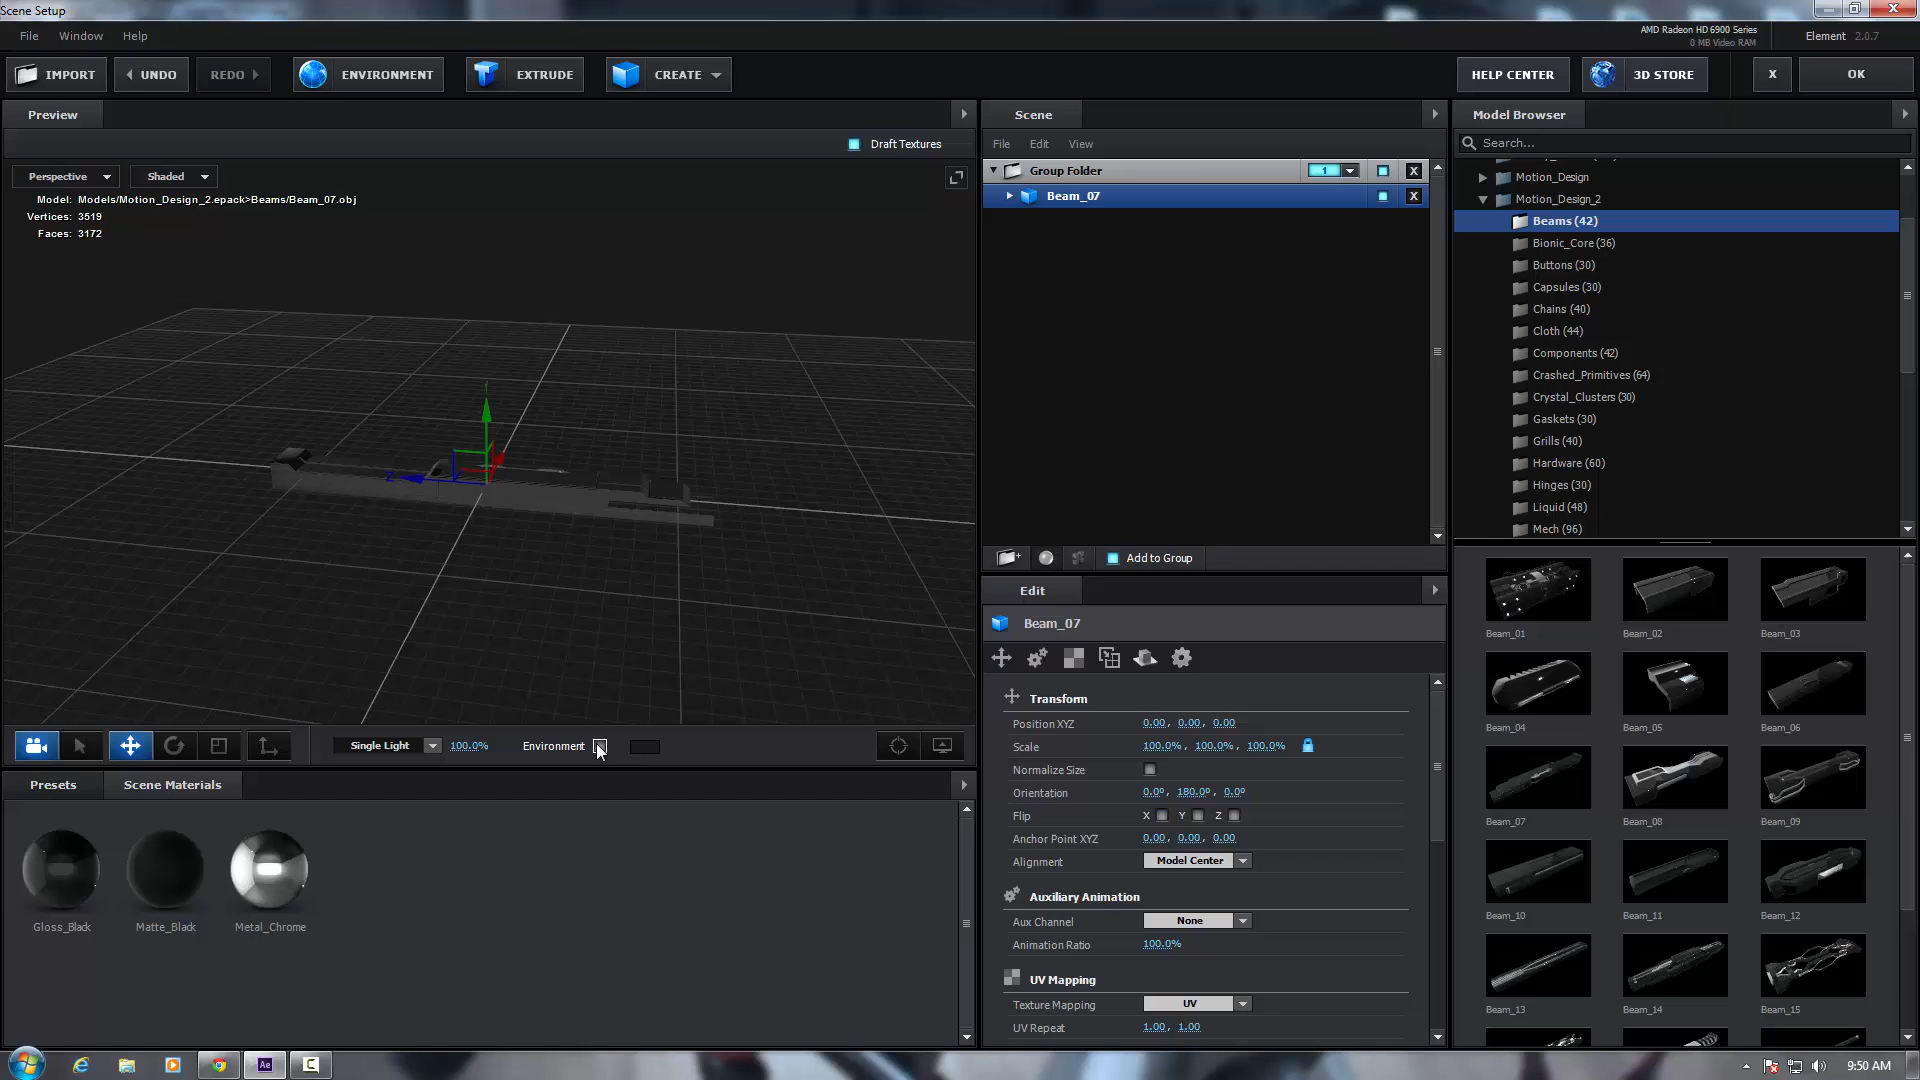 Scene Setup
File Window Help
AMD Radeon HD 6900 Series
0 MB Video RAM
Element 2.0.7
IMPORT UNDO REDO ENVIRONMENT EXTRUDE CREATE HELP CENTER 3D STORE X OK
Preview
Draft Textures
Perspective Shaded
Model: Models/Motion_Design_2.epack>Beams/Beam_07.obj
Vertices: 3519
Faces: 3172
Z
Single Light 100.0% Environment
Presets Scene Materials
Gloss_Black Matte_Black Metal_Chrome
Scene
File Edit View
Group Folder 1 X
Beam_07 X
Add to Group
Edit
Beam_07
Transform
Position XYZ 0.00, 0.00, 0.00
Scale 100.0%, 100.0%, 100.0%
Normalize Size
Orientation 0.0º, 180.0º, 0.0º
Flip X Y Z
Anchor Point XYZ 0.00, 0.00, 0.00
Alignment Model Center
Auxiliary Animation
Aux Channel None
Animation Ratio 100.0%
UV Mapping
Texture Mapping UV
UV Repeat 1.00, 1.00
Model Browser
Search...
Motion_Design
Motion_Design_2
Beams (42)
Bionic_Core (36)
Buttons (30)
Capsules (30)
Chains (40)
Cloth (44)
Components (42)
Crashed_Primitives (64)
Crystal_Clusters (30)
Gaskets (30)
Grills (40)
Hardware (60)
Hinges (30)
Liquid (48)
Mech (96)
Beam_01 Beam_02 Beam_03
Beam_04 Beam_05 Beam_06
Beam_07 Beam_08 Beam_09
Beam_10 Beam_11 Beam_12
Beam_13 Beam_14 Beam_15
Ae
9:50 AM